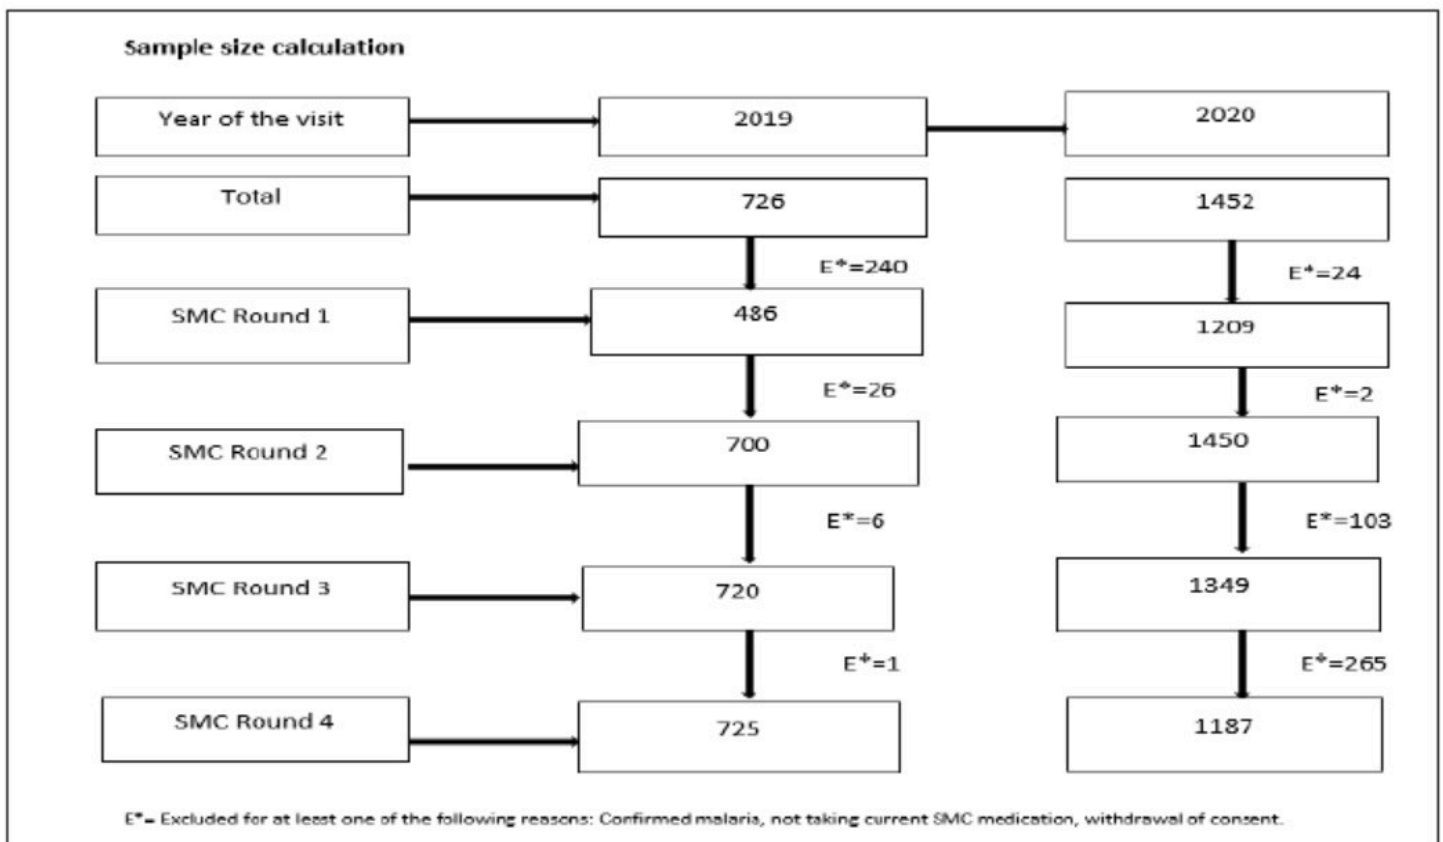 Sample size calculation
Year of the visit
2019
2020
Total
726
1452
E*=240
E*=24
SMC Round 1
486
1209
E*=26
E*=2
SMC Round 2
700
1450
E*=6
E*=103
SMC Round 3
720
1349
E*=1
E*=265
SMC Round 4
725
1187
E*= Excluded for at least one of the following reasons: Confirmed malaria, not taking current SMC medication, withdrawal of consent.